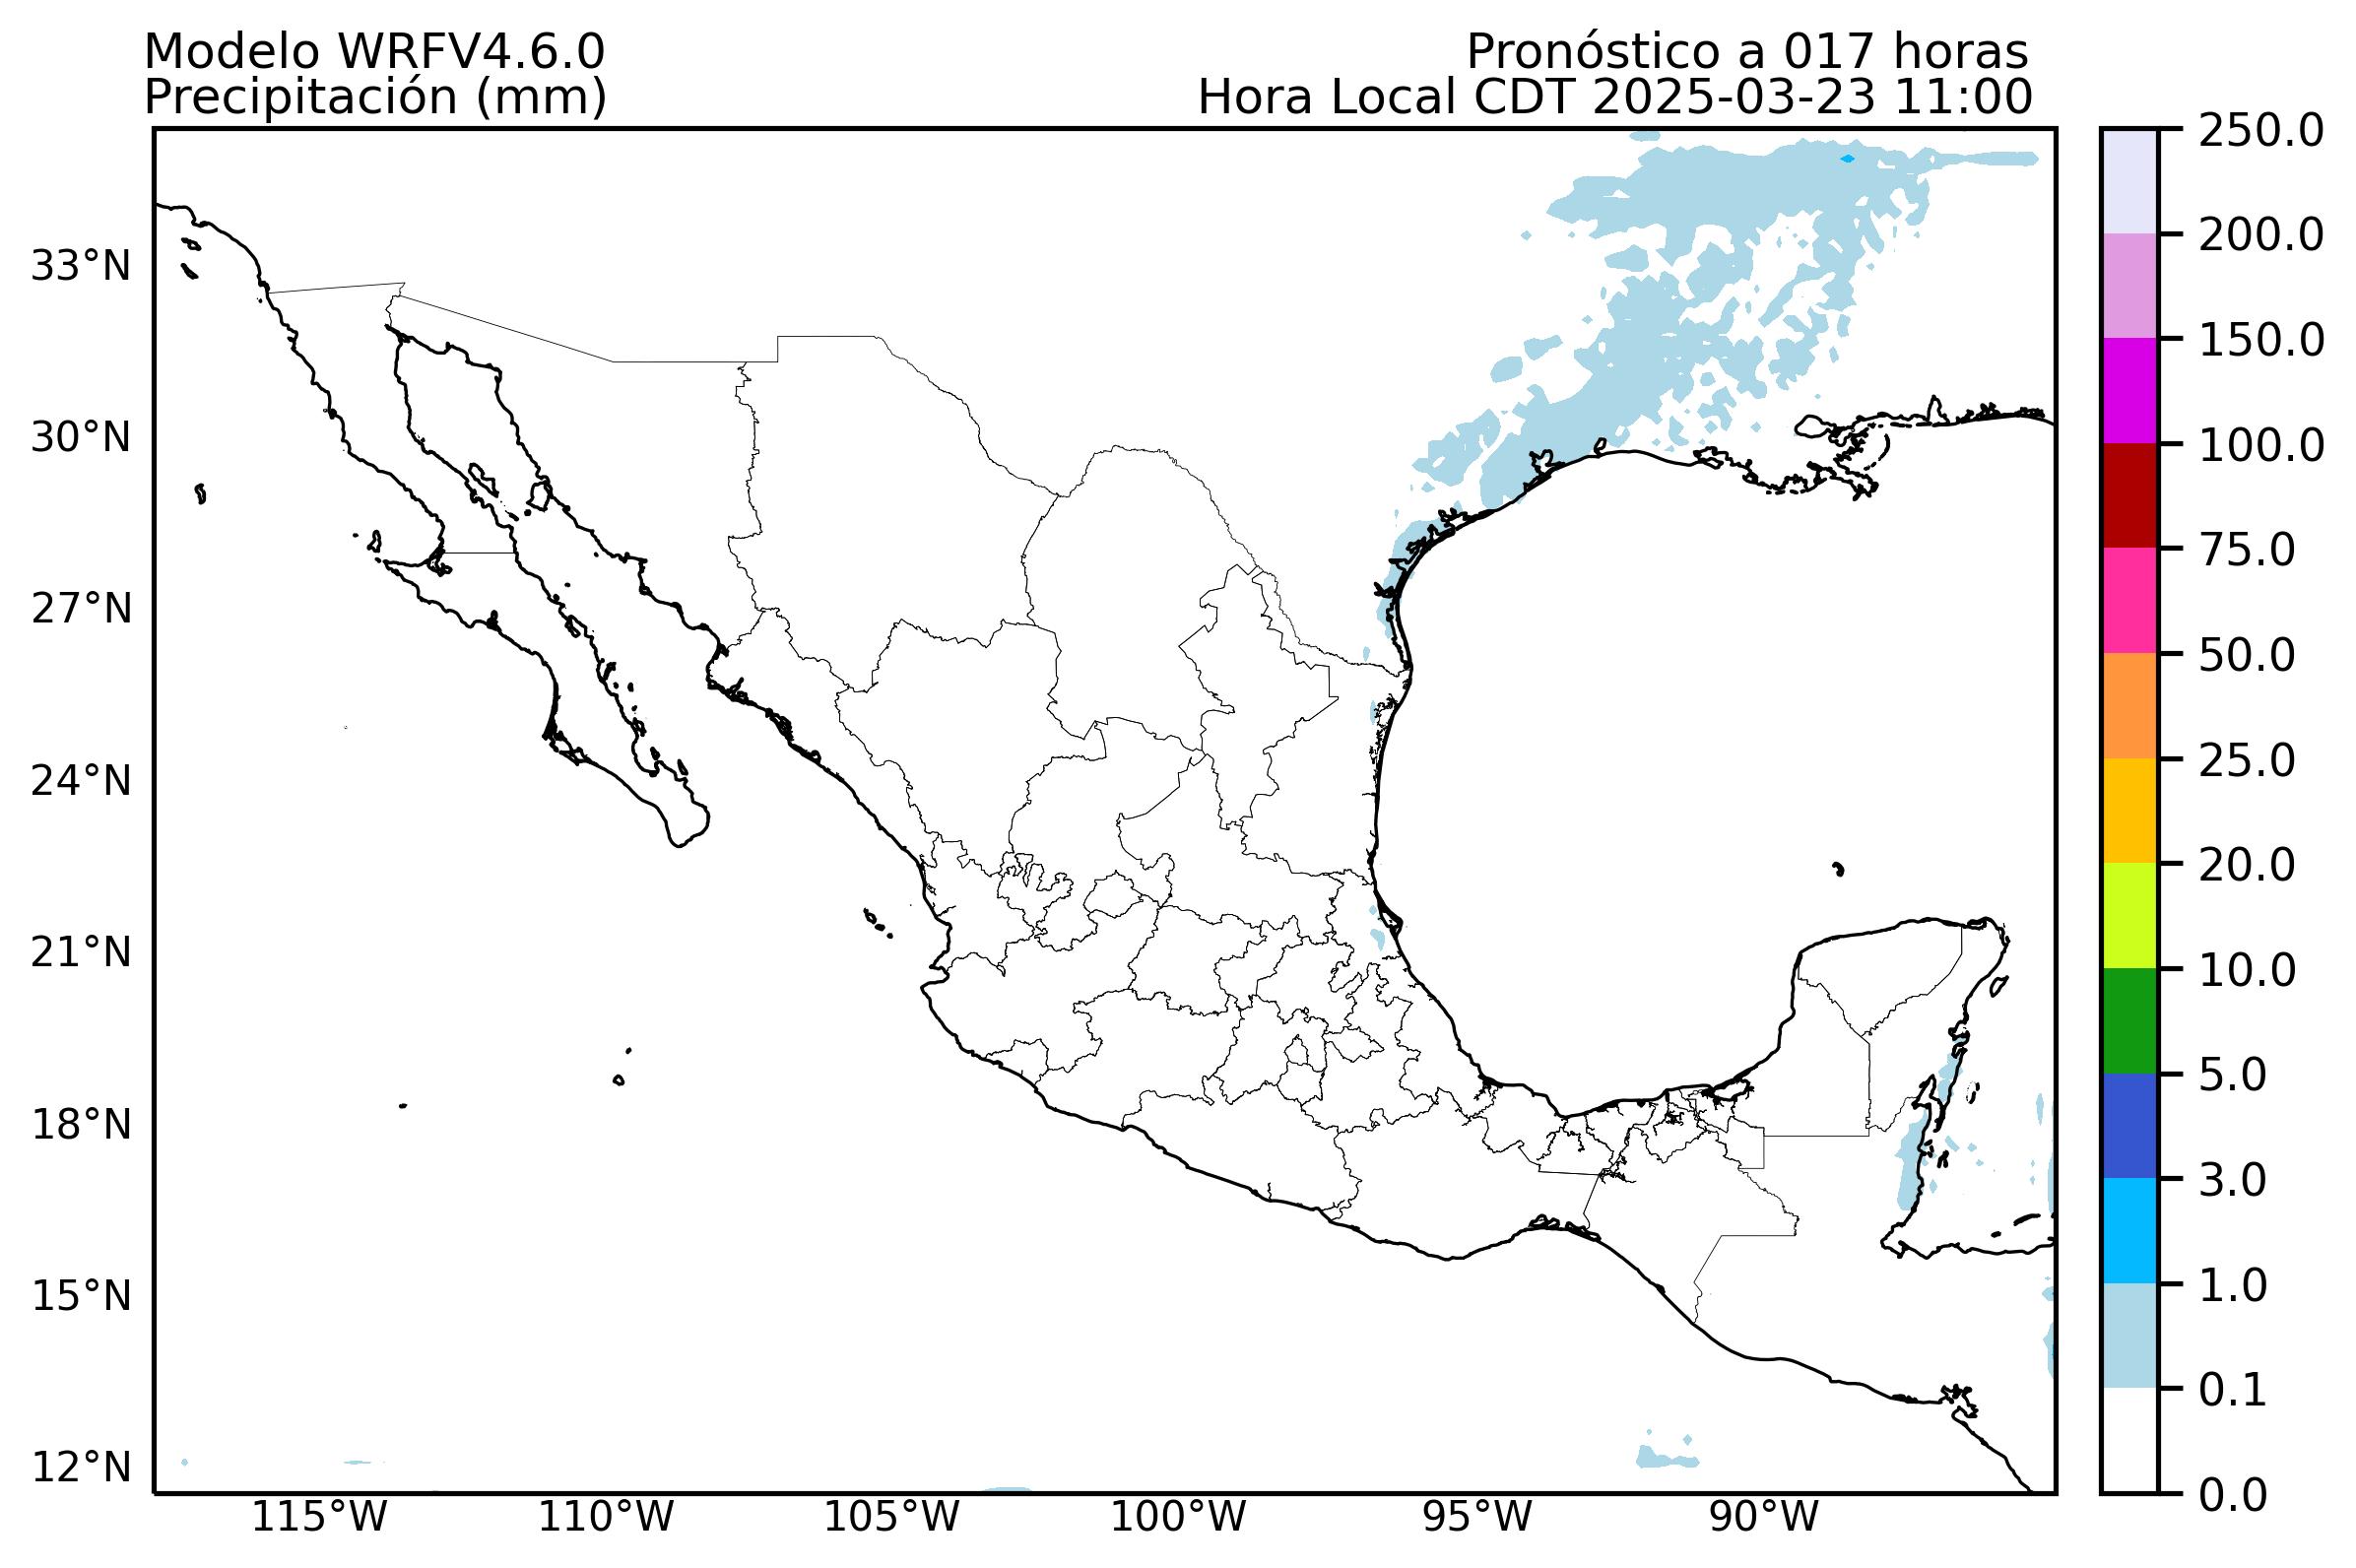 Modelo WRFV4.6.0
Precipitación (mm)
Pronóstico a 017 horas
Hora Local CDT 2025-03-23 11:00
33°N
30°N
27°N
24°N
21°N
18°N
15°N
12°N
115°W
110°W
105°W
100°W
95°W
90°W
250.0
200.0
150.0
100.0
75.0
50.0
25.0
20.0
10.0
5.0
3.0
1.0
0.1
0.0